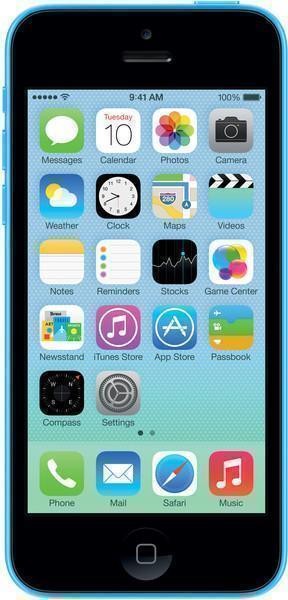 9:41 AM 100%
Tuesday
10
Messages Calendar Photos Camera
280
Weather Clock Maps Videos
Notes Reminders Stocks Game Center
Newsstand iTunes Store App Store Passbook
Compass Settings
Phone Mail Safari Music